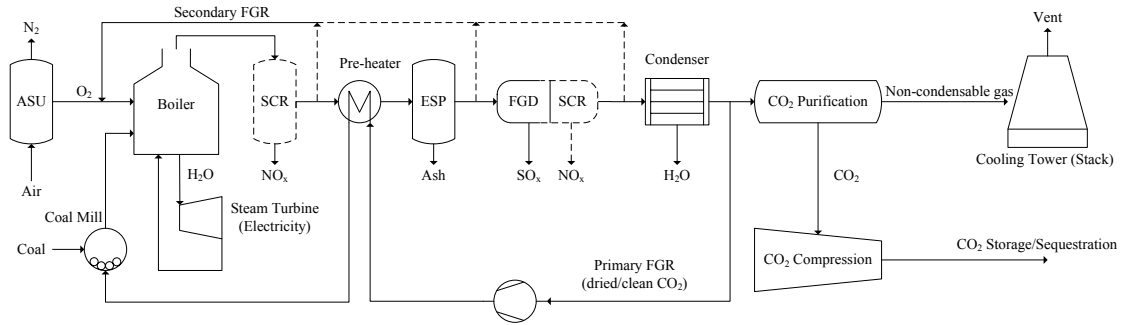 N₂
Secondary FGR
Vent
Pre-heater
Condenser
ASU
O₂
Boiler
SCR
ESP
FGD
SCR
CO₂ Purification
Non-condensable gas
Cooling Tower (Stack)
Air
H₂O
NOₓ
Ash
SOₓ
NOₓ
H₂O
CO₂
Coal Mill
Steam Turbine
(Electricity)
Coal
CO₂ Compression
CO₂ Storage/Sequestration
Primary FGR
(dried/clean CO₂)